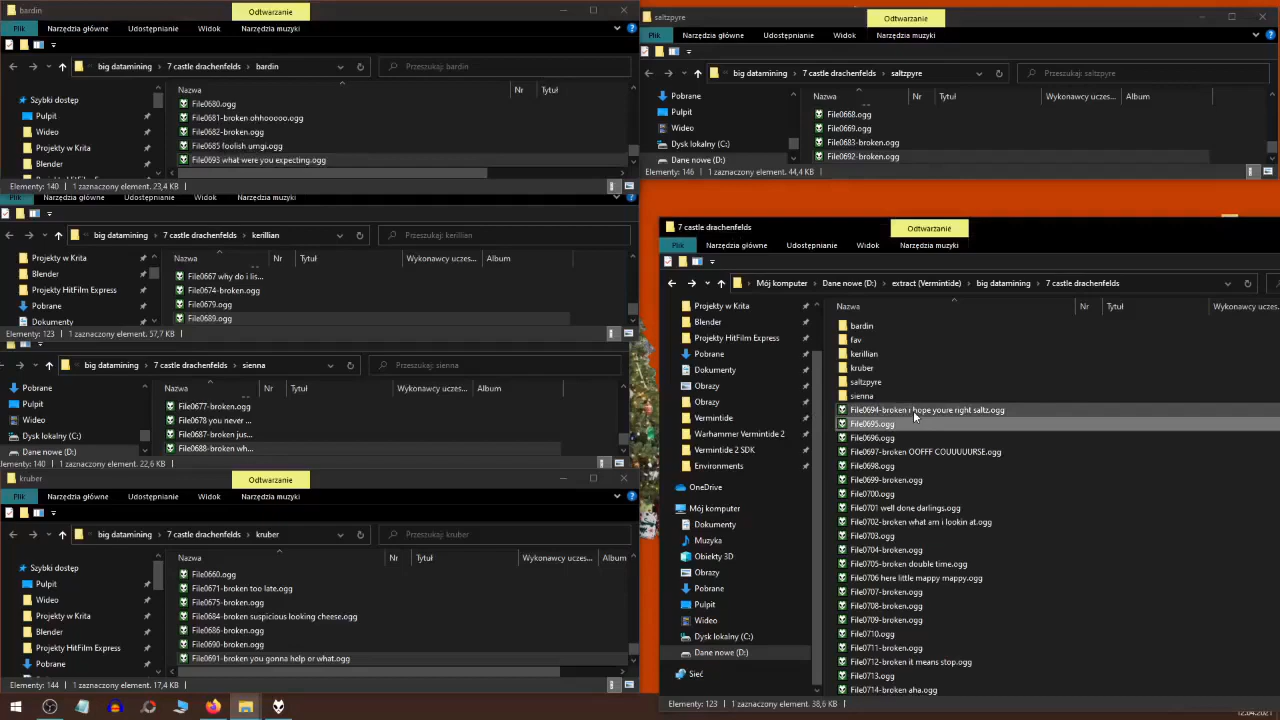 bardin
Odtwarzanie
Plik Narzędzia główne Udostępnianie Widok Narzędzia muzyki
big datamining 7 castle drachenfelds bardin Przeszukaj: bardin
Nazwa Nr Tytuł
Szybki dostęp
Pulpit
Wideo
Projekty w Krita
Blender
File0680.ogg
File0681-broken ohhooooo.ogg
File0682-broken.ogg
File0685 foolish umgi.ogg
File0693 what were you expecting.ogg
Elementy: 140 1 zaznaczony element. 23,4 KB
Plik Narzędzia główne Udostępnianie Widok Narzędzia muzyki
big datamining 7 castle drachenfelds kerillian Przeszukaj: kerillian
Nazwa Nr Tytuł Wykonawcy uczes... Album
Projekty w Krita
Blender
Projekty HitFilm Express
Pobrane
Dokumenty
File0667 why do i lis...
File0674-broken.ogg
File0679.ogg
File0689.ogg
Elementy: 123 1 zaznaczony element. 57,7 KB
big datamining 7 castle drachenfelds sienna Przeszukaj: sienna
Nazwa Nr Tytuł Wykonawcy uczes... Album
Pobrane
Pulpit
Wideo
Dysk lokalny (C:)
Dane nowe (D:)
File0677-broken.ogg
File0678 you never ...
File0687-broken jus...
File0688-broken wh...
Elementy: 140 1 zaznaczony element. 22,6 KB
kruber
Odtwarzanie
Plik Narzędzia główne Udostępnianie Widok Narzędzia muzyki
big datamining 7 castle drachenfelds kruber Przeszukaj: kruber
Nazwa Nr Tytuł Wykonawcy uczes... Album
Szybki dostęp
Pulpit
Wideo
Projekty w Krita
Blender
Projekty HitFilm Express
Pobrane
File0660.ogg
File0671-broken too late.ogg
File0675-broken.ogg
File0684-broken suspicious looking cheese.ogg
File0686-broken.ogg
File0690-broken.ogg
File0691-broken you gonna help or what.ogg
Elementy: 144 1 zaznaczony element. 17,4 KB
saltzpyre
Odtwarzanie
Plik Narzędzia główne Udostępnianie Widok Narzędzia muzyki
big datamining 7 castle drachenfelds saltzpyre Przeszukaj: saltzpyre
Nazwa Nr Tytuł Wykonawcy uczes... Album
Pobrane
Pulpit
Wideo
Dysk lokalny (C:)
Dane nowe (D:)
File0668.ogg
File0669.ogg
File0683-broken.ogg
File0692-broken.ogg
Elementy: 146 1 zaznaczony element. 44,4 KB
7 castle drachenfelds
Odtwarzanie
Plik Narzędzia główne Udostępnianie Widok Narzędzia muzyki
Mój komputer Dane nowe (D:) extract (Vermintide) big datamining 7 castle drachenfelds
Nazwa Nr Tytuł Wykonawcy uczes
Projekty w Krita
Blender
Projekty HitFilm Express
Pobrane
Dokumenty
Obrazy
Obrazy
Vermintide
Warhammer Vermintide 2
Vermintide 2 SDK
Environments
OneDrive
Mój komputer
Dokumenty
Muzyka
Obiekty 3D
Obrazy
Pobrane
Pulpit
Wideo
Dysk lokalny (C:)
Dane nowe (D:)
Sieć
bardin
fav
kerillian
kruber
saltzpyre
sienna
File0694-broken i hope youre right saltz.ogg
File0695.ogg
File0696.ogg
File0697-broken OOFFF COUUUUURSE.ogg
File0698.ogg
File0699-broken.ogg
File0700.ogg
File0701 well done darlings.ogg
File0702-broken what am i lookin at.ogg
File0703.ogg
File0704-broken.ogg
File0705-broken double time.ogg
File0706 here little mappy mappy.ogg
File0707-broken.ogg
File0708-broken.ogg
File0709-broken.ogg
File0710.ogg
File0711-broken.ogg
File0712-broken it means stop.ogg
File0713.ogg
File0714-broken aha.ogg
Elementy: 123 1 zaznaczony element. 38,6 KB
12.04.2021